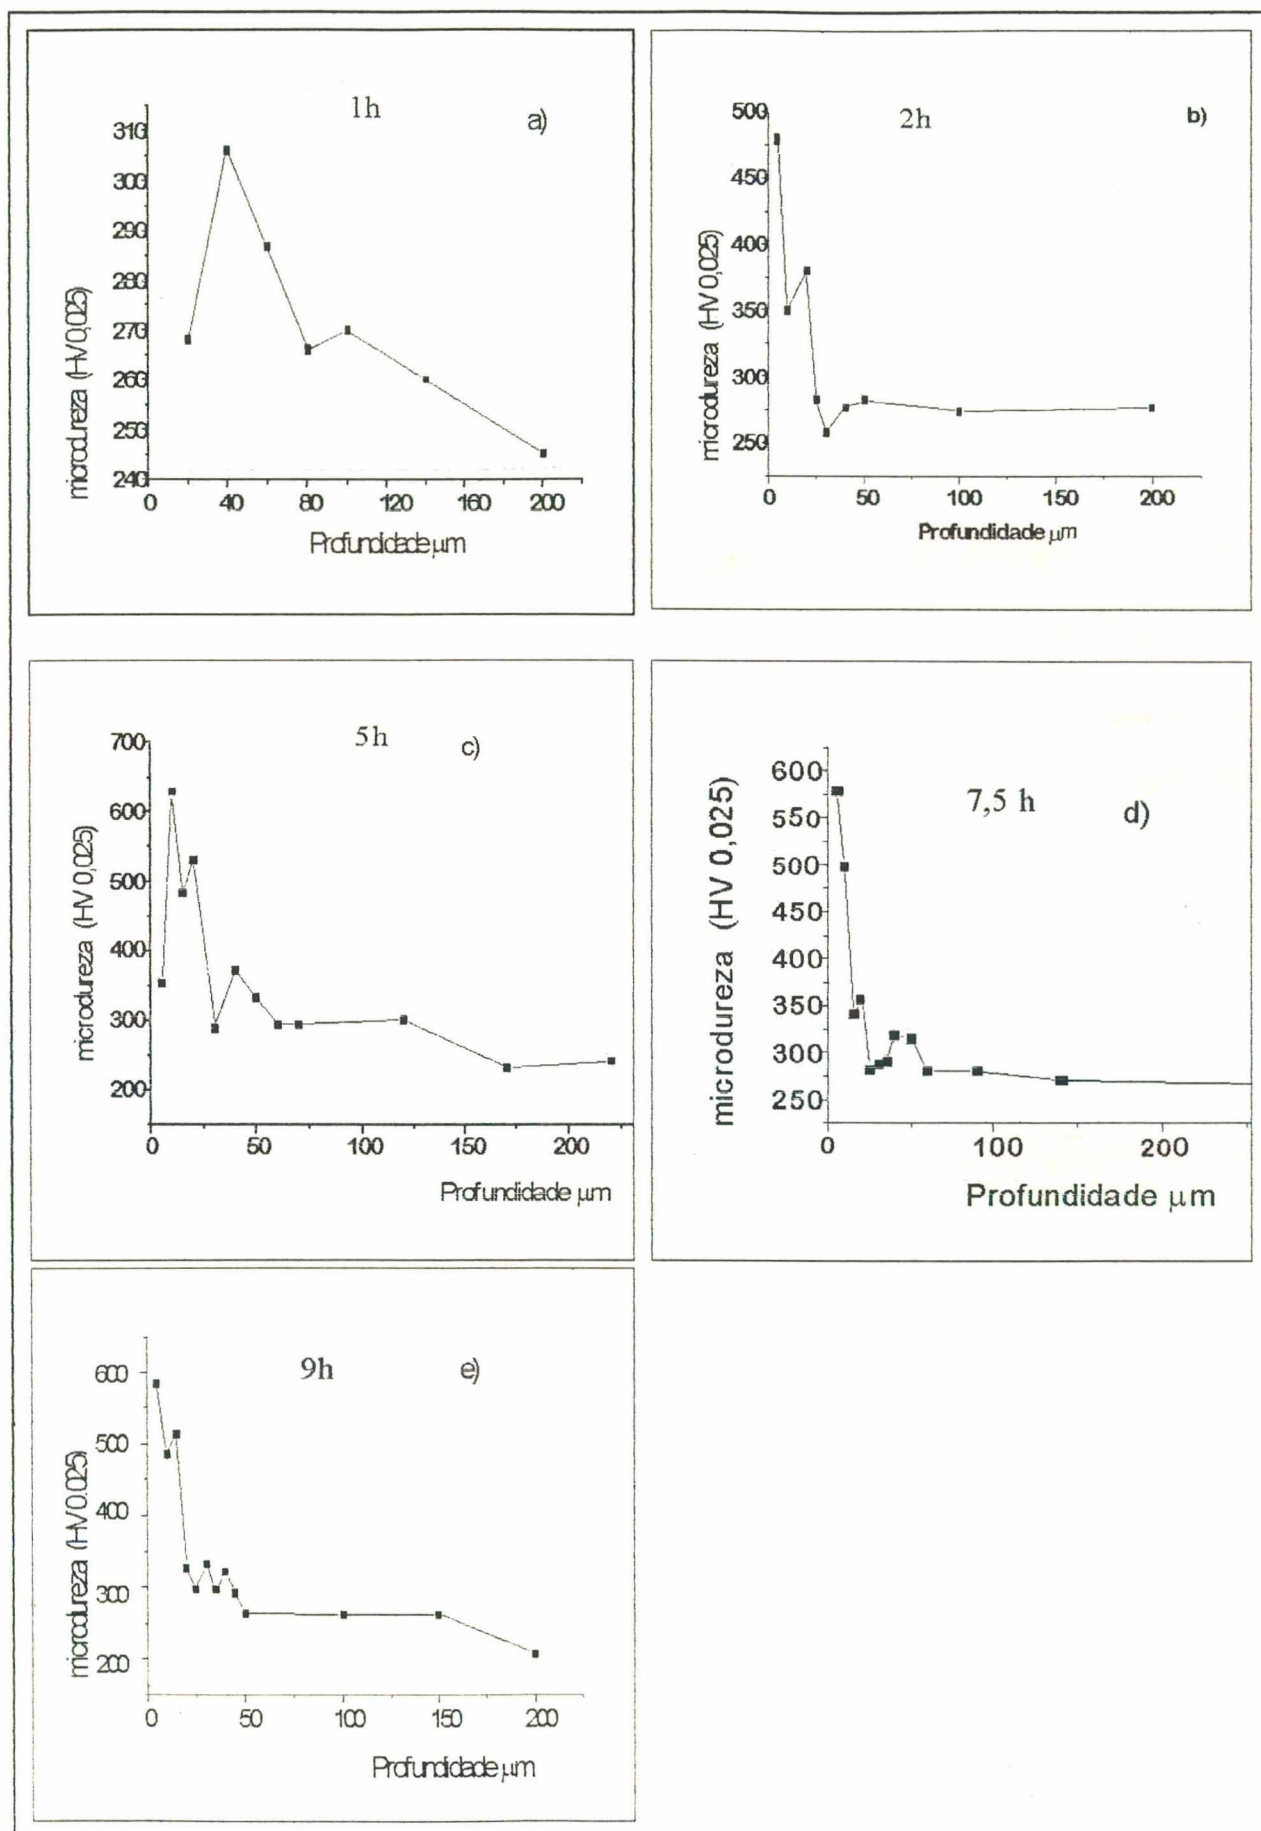 1h
a)
310
300
290
280
270
260
250
240
0 40 80 120 160 200
microdureza (HV0,025)
Profundidade μm
2h
b)
500
450
400
350
300
250
0 50 100 150 200
microdureza (HV 0,025)
Profundidade μm
5h
c)
700
600
500
400
300
200
0 50 100 150 200
microdureza (HV 0,025)
Profundidade μm
7,5 h
d)
600
550
500
450
400
350
300
250
0 100 200
microdureza (HV 0,025)
Profundidade μm
9h
e)
600
500
400
300
200
0 50 100 150 200
microdureza (HV0.025)
Profundidade μm